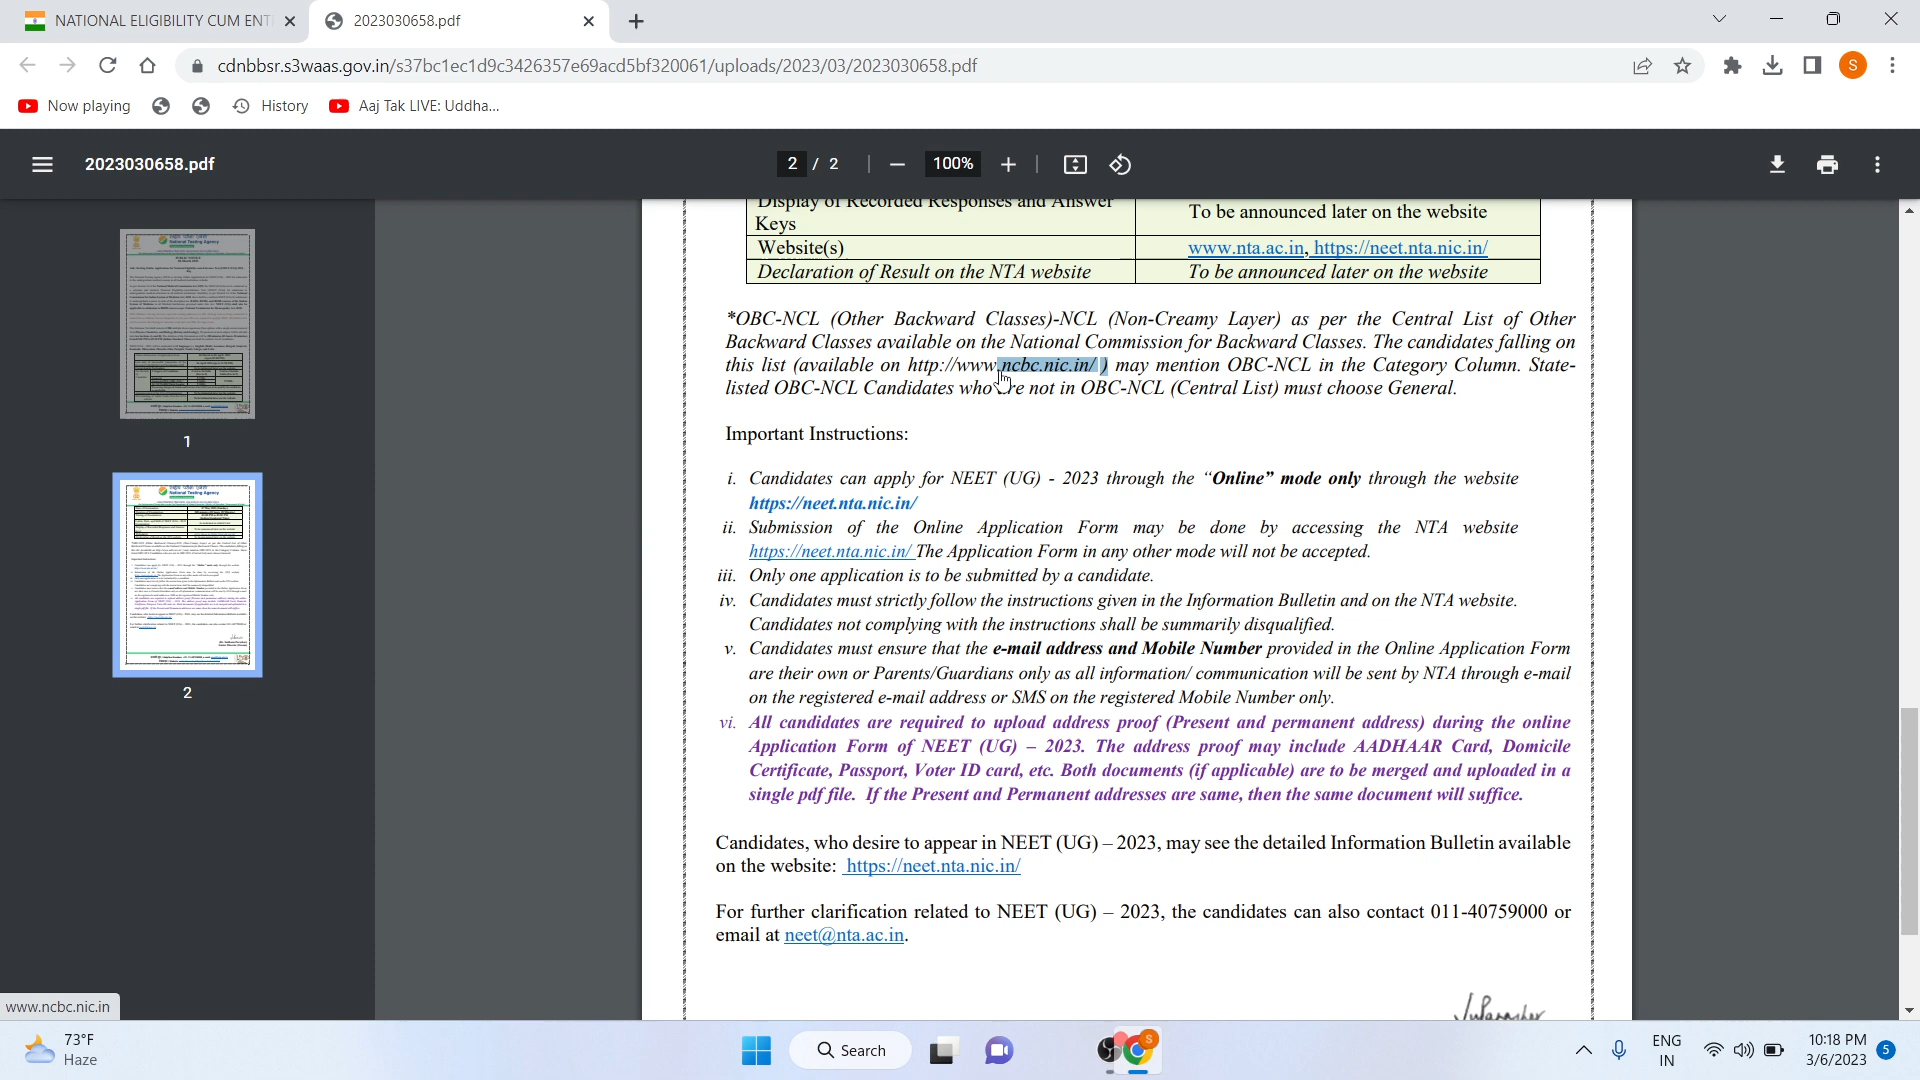 NATIONAL ELIGIBILITY CUM ENT
2023030658.pdf
cdnbbsr.s3waas.gov.in/s37bc1ec1d9c3426357e69acd5bf320061/uploads/2023/03/2023030658.pdf
S
Now playing
History
Aaj Tak LIVE: Uddha...
2023030658.pdf
2 / 2
100%
Display of Recorded Responses and Answer Keys
To be announced later on the website
Website(s)
www.nta.ac.in, https://neet.nta.nic.in/
Declaration of Result on the NTA website
To be announced later on the website
*OBC-NCL (Other Backward Classes)-NCL (Non-Creamy Layer) as per the Central List of Other
Backward Classes available on the National Commission for Backward Classes. The candidates falling on
this list (available on http://www.ncbc.nic.in/ ) may mention OBC-NCL in the Category Column. State-
listed OBC-NCL Candidates who are not in OBC-NCL (Central List) must choose General.
Important Instructions:
i. Candidates can apply for NEET (UG) - 2023 through the “Online” mode only through the website
https://neet.nta.nic.in/
ii. Submission of the Online Application Form may be done by accessing the NTA website
https://neet.nta.nic.in/ The Application Form in any other mode will not be accepted.
iii. Only one application is to be submitted by a candidate.
iv. Candidates must strictly follow the instructions given in the Information Bulletin and on the NTA website.
Candidates not complying with the instructions shall be summarily disqualified.
v. Candidates must ensure that the e-mail address and Mobile Number provided in the Online Application Form
are their own or Parents/Guardians only as all information/ communication will be sent by NTA through e-mail
on the registered e-mail address or SMS on the registered Mobile Number only.
vi. All candidates are required to upload address proof (Present and permanent address) during the online
Application Form of NEET (UG) – 2023. The address proof may include AADHAAR Card, Domicile
Certificate, Passport, Voter ID card, etc. Both documents (if applicable) are to be merged and uploaded in a
single pdf file. If the Present and Permanent addresses are same, then the same document will suffice.
Candidates, who desire to appear in NEET (UG) – 2023, may see the detailed Information Bulletin available
on the website: https://neet.nta.nic.in/
For further clarification related to NEET (UG) – 2023, the candidates can also contact 011-40759000 or
email at neet@nta.ac.in.
National Testing Agency
1
National Testing Agency
2
www.ncbc.nic.in
73°F
Haze
Search
S
ENG
IN
10:18 PM
3/6/2023
5